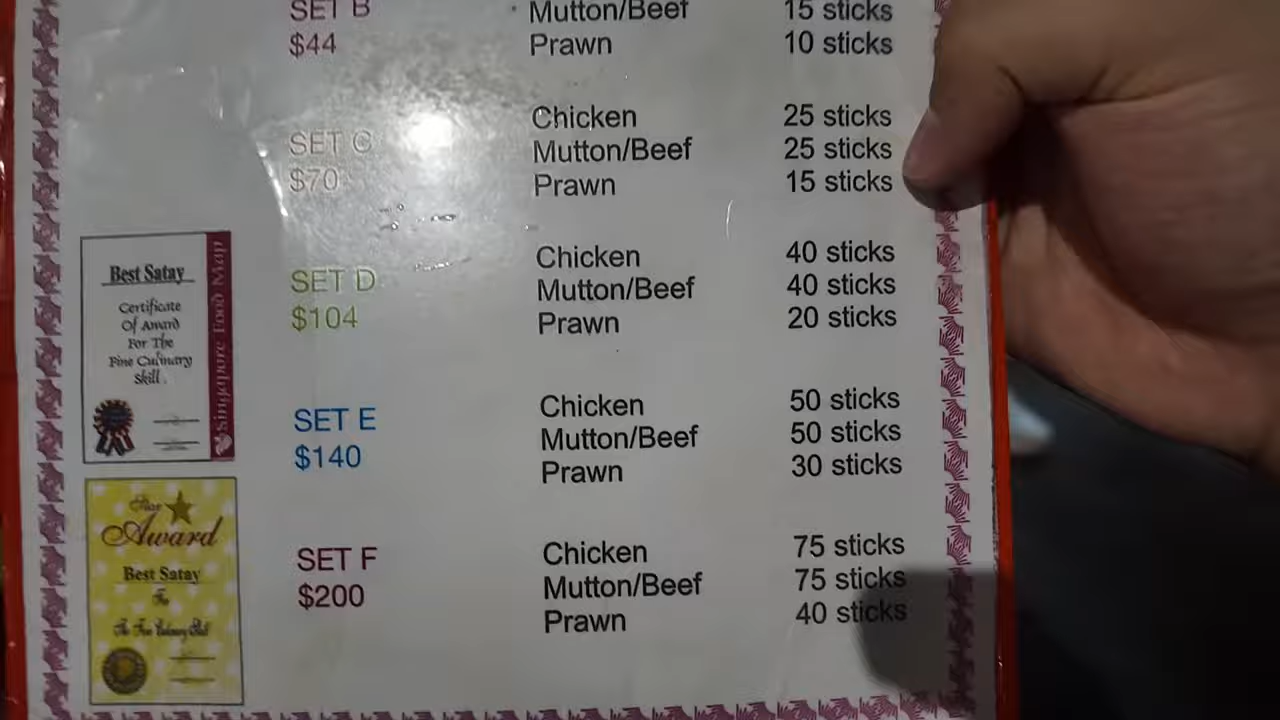 SET B Mutton/Beef 15 sticks
$44 Prawn 10 sticks
Chicken 25 sticks
SET C Mutton/Beef 25 sticks
$70 Prawn 15 sticks
Chicken 40 sticks
SET D Mutton/Beef 40 sticks
$104 Prawn 20 sticks
Chicken 50 sticks
SET E Mutton/Beef 50 sticks
$140 Prawn 30 sticks
SET F Chicken 75 sticks
$200 Mutton/Beef 75 sticks
Prawn 40 sticks
Best Satay
Certificate
Of Award
For The
Fine Culinary
Skill.
Singapore Food Map
Star
Award
Best Satay
For